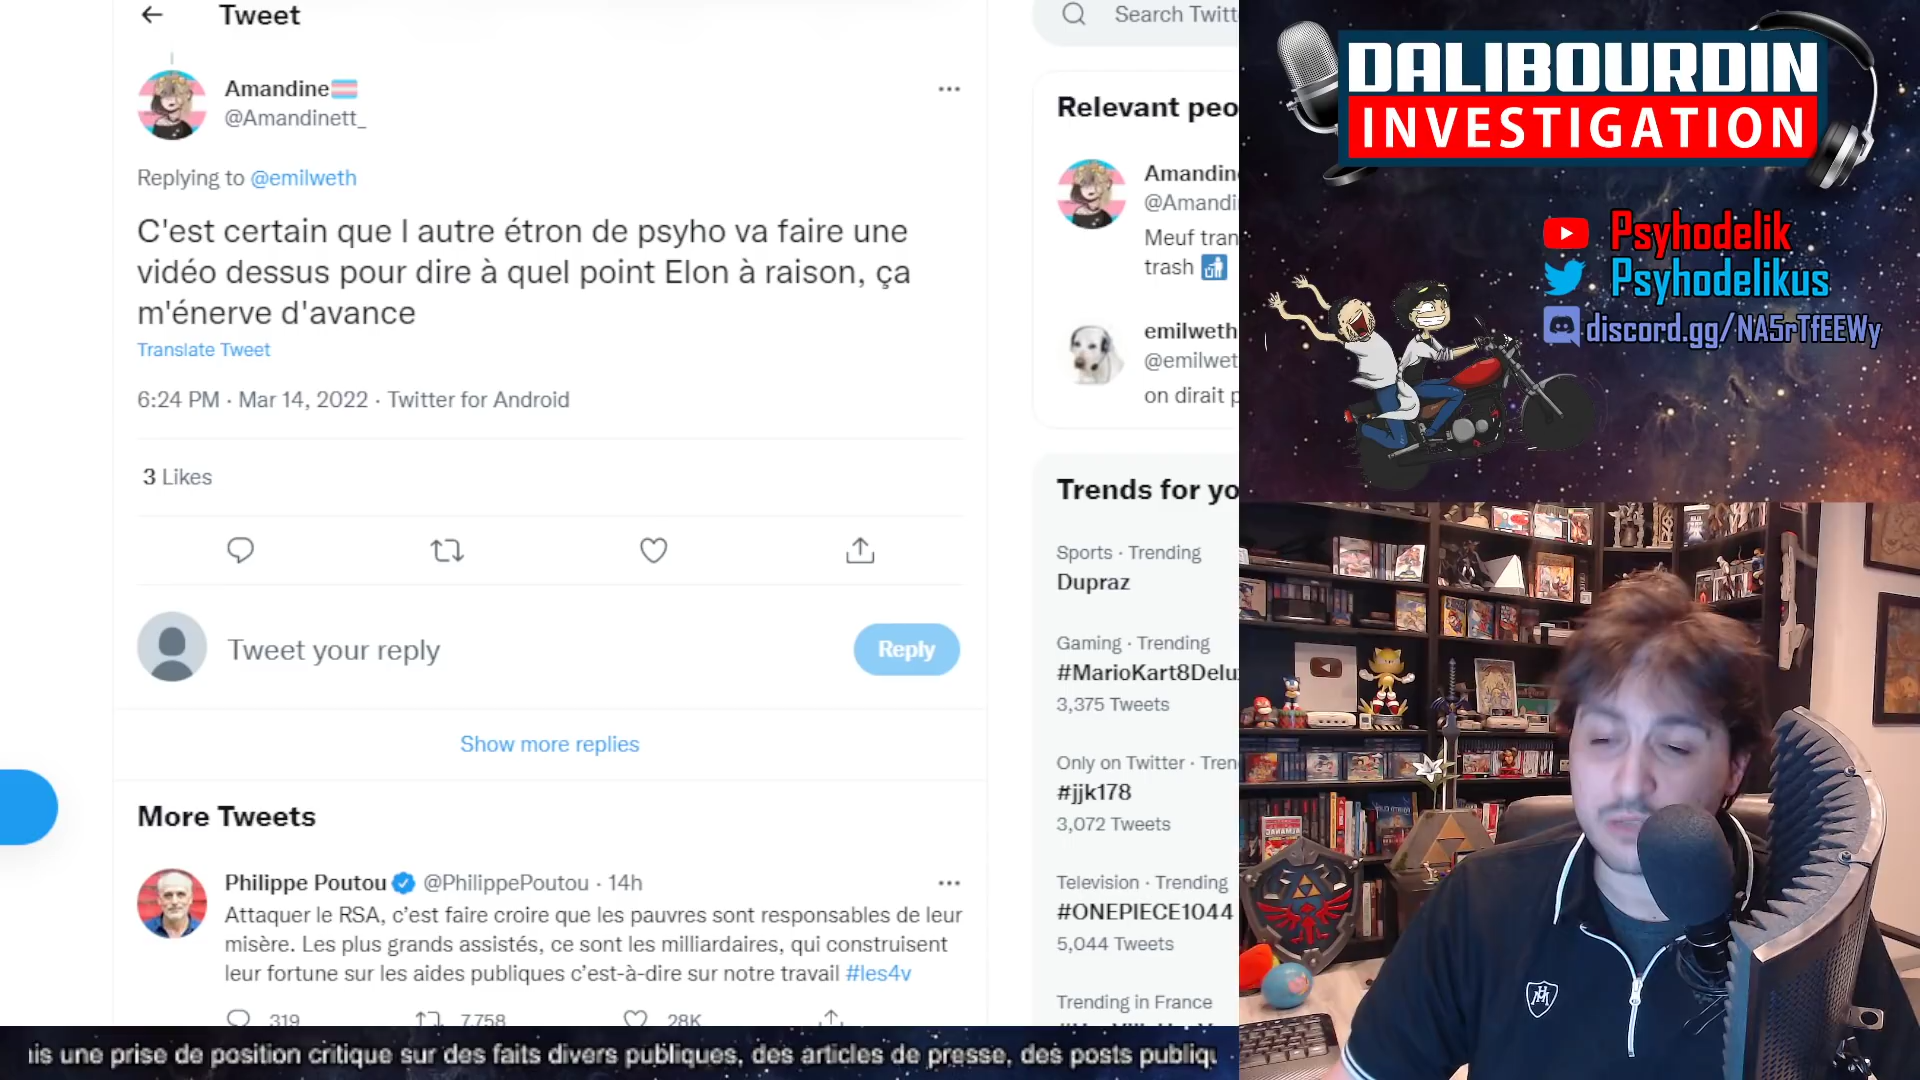 Tweet
Amandine
@Amandinett_
Replying to @emilweth
C'est certain que l autre étron de psyho va faire une
vidéo dessus pour dire à quel point Elon à raison, ça
m'énerve d'avance
Translate Tweet
6:24 PM · Mar 14, 2022 · Twitter for Android
3 Likes
Tweet your reply
Reply
Show more replies
More Tweets
Philippe Poutou @PhilippePoutou · 14h
Attaquer le RSA, c’est faire croire que les pauvres sont responsables de leur
misère. Les plus grands assistés, ce sont les milliardaires, qui construisent
leur fortune sur les aides publiques c’est-à-dire sur notre travail #les4v
319 7,758 28K
Search Twitt
Relevant peo
Amandin
@Amandi
Meuf tran
trash
emilweth
@emilwet
on dirait p
Trends for yo
Sports · Trending
Dupraz
Gaming · Trending
#MarioKart8Delu
3,375 Tweets
Only on Twitter · Tren
#jjk178
3,072 Tweets
Television · Trending
#ONEPIECE1044
5,044 Tweets
Trending in France
DALIBOURDIN
INVESTIGATION
Psyhodelik
Psyhodelikus
discord.gg/NA5rTfEEWy
is une prise de position critique sur des faits divers publiques, des articles de presse, des posts publiqu